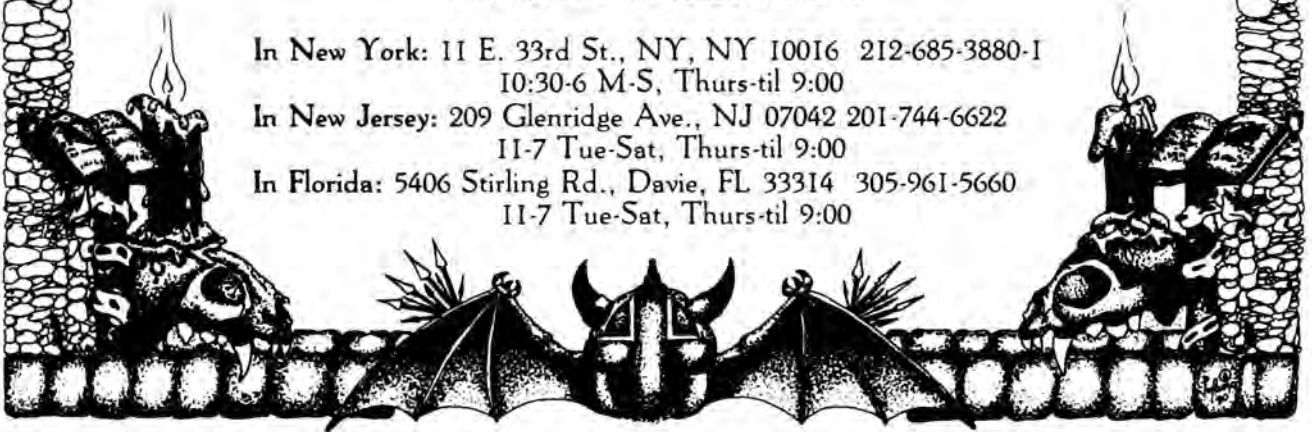 In New York: 11 E. 33rd St., NY, NY 10016 212-685-3880-1
10:30-6 M-S, Thurs-til 9:00
In New Jersey: 209 Glenridge Ave., NJ 07042 201-744-6622
11-7 Tue-Sat, Thurs-til 9:00
In Florida: 5406 Stirling Rd., Davie, FL 33314 305-961-5660
11-7 Tue-Sat, Thurs-til 9:00